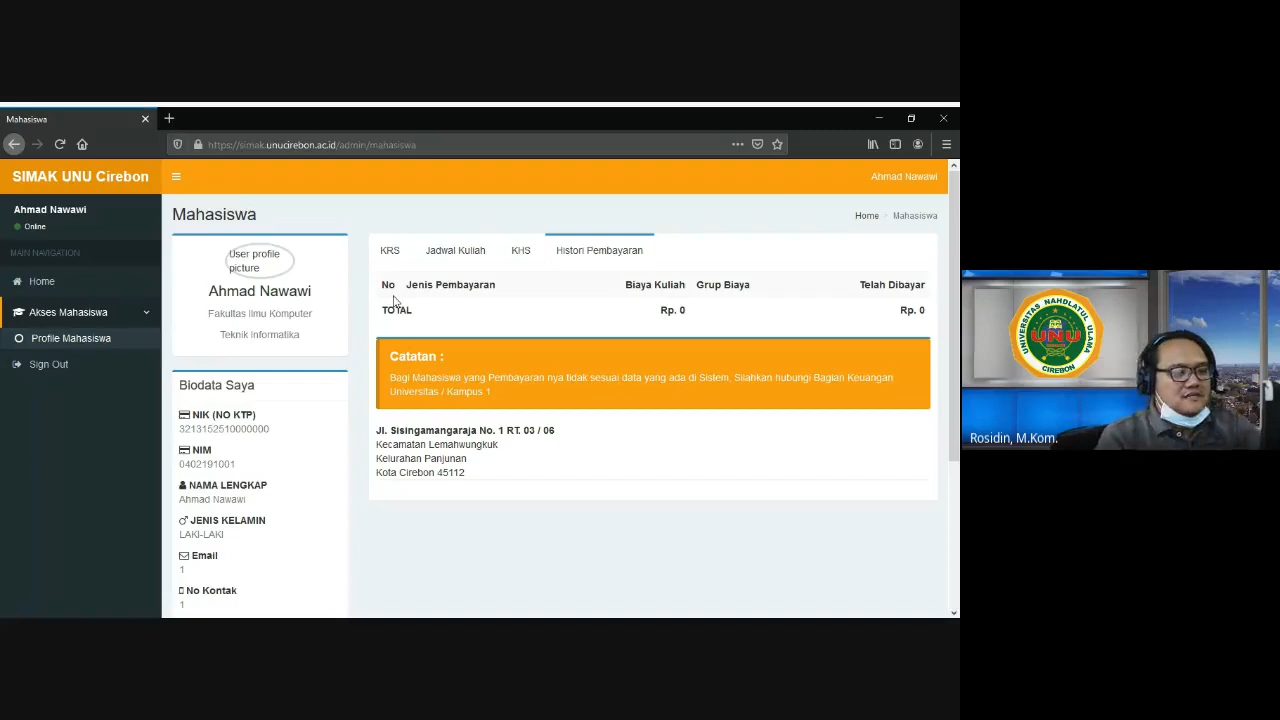 Mahasiswa
https://simak.unucirebon.ac.id/admin/mahasiswa
SIMAK UNU Cirebon
Ahmad Nawawi
Ahmad Nawawi
Online
MAIN NAVIGATION
Home
Akses Mahasiswa
Profile Mahasiswa
Sign Out
Mahasiswa
Home > Mahasiswa
User profile
picture
Ahmad Nawawi
Fakultas Ilmu Komputer
Teknik Informatika
Biodata Saya
NIK (NO KTP)
3213152510000000
NIM
0402191001
NAMA LENGKAP
Ahmad Nawawi
JENIS KELAMIN
LAKI-LAKI
Email
1
No Kontak
1
KRS Jadwal Kuliah KHS Histori Pembayaran
No Jenis Pembayaran Biaya Kuliah Grup Biaya Telah Dibayar
TOTAL Rp. 0 Rp. 0
Catatan :
Bagi Mahasiswa yang Pembayaran nya tidak sesuai data yang ada di Sistem, Silahkan hubungi Bagian Keuangan
Universitas / Kampus 1
Jl. Sisingamangaraja No. 1 RT. 03 / 06
Kecamatan Lemahwungkuk
Kelurahan Panjunan
Kota Cirebon 45112
UNIVERSITAS NAHDLATUL ULAMA
UNU
CIREBON
Rosidin, M.Kom.